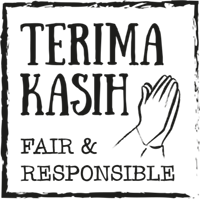 TERIMA
KASIH
FAIR &
RESPONSIBLE